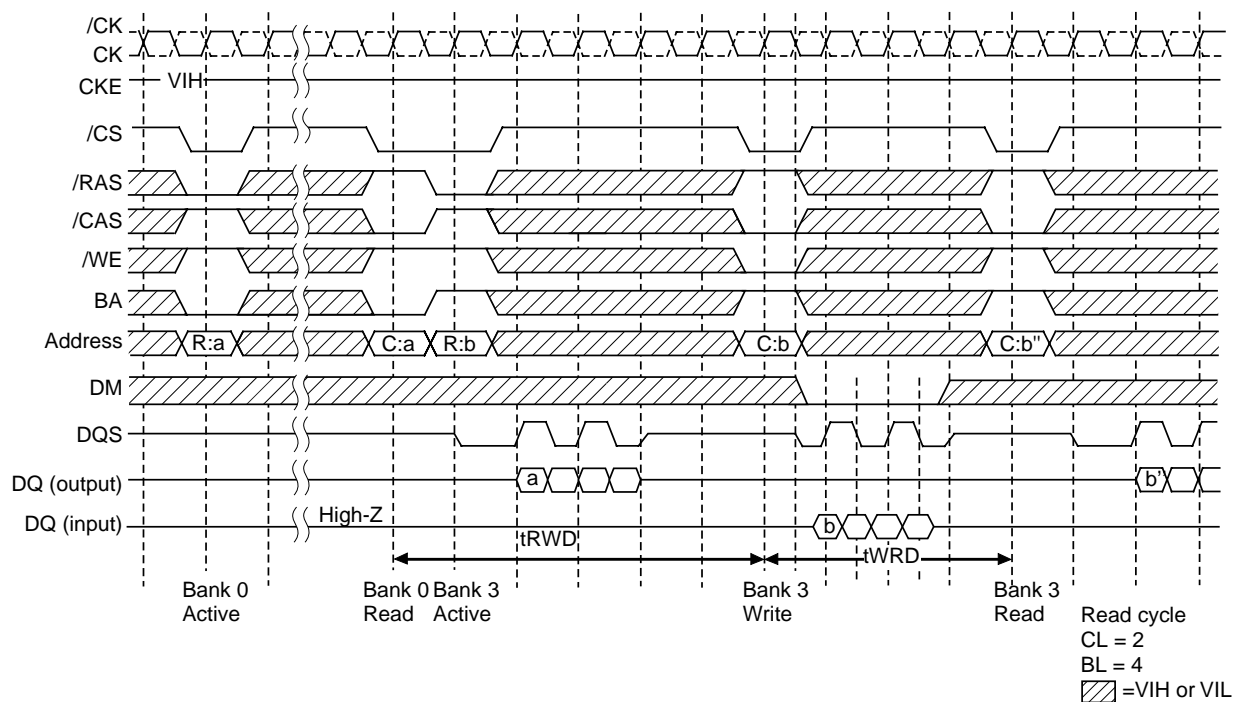 /CK
CK
CKE
VIH
/CS
/RAS
/CAS
/WE
BA
Address
R:a
C:a
R:b
C:b
C:b"
DM
DQS
DQ (output)
a
b'
DQ (input)
High-Z
b
tRWD
tWRD
Bank 0
Active
Bank 0
Read
Bank 3
Active
Bank 3
Write
Bank 3
Read
Read cycle
CL = 2
BL = 4
=VIH or VIL